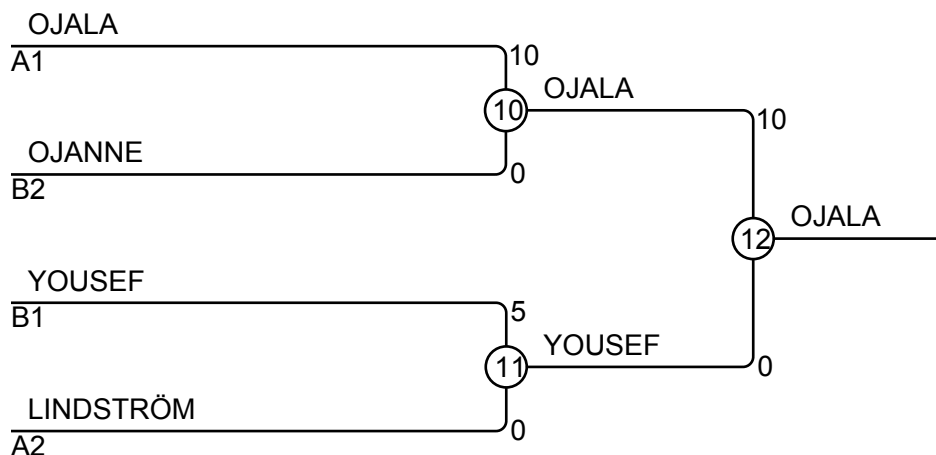 OJALA
A1
10
10
OJALA
10
OJANNE
B2
0
12
OJALA
YOUSEF
B1
5
11
YOUSEF
0
LINDSTRÖM
A2
0